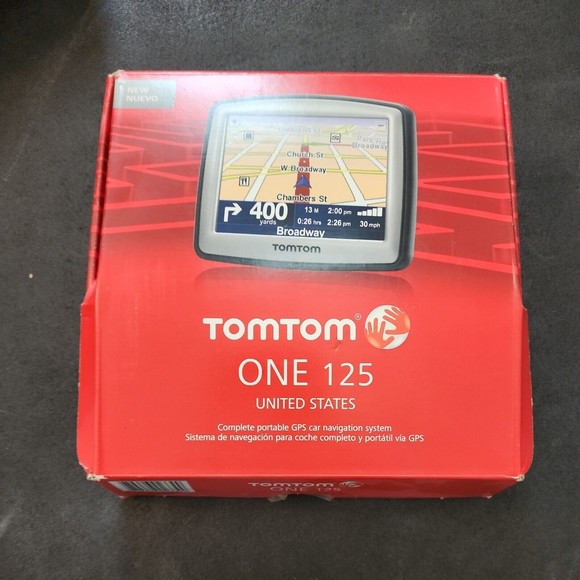 NEW
NUEVO
Church St
W Broadway
Broadway
Chambers St
400
yards
13 M 2:00 pm
0:26 hrs 2:26 pm 30 mph
Broadway
TOMTOM
TOMTOM®
ONE 125
UNITED STATES
Complete portable GPS car navigation system
Sistema de navegación para coche completo y portátil vía GPS
TOMTOM
ONE 125